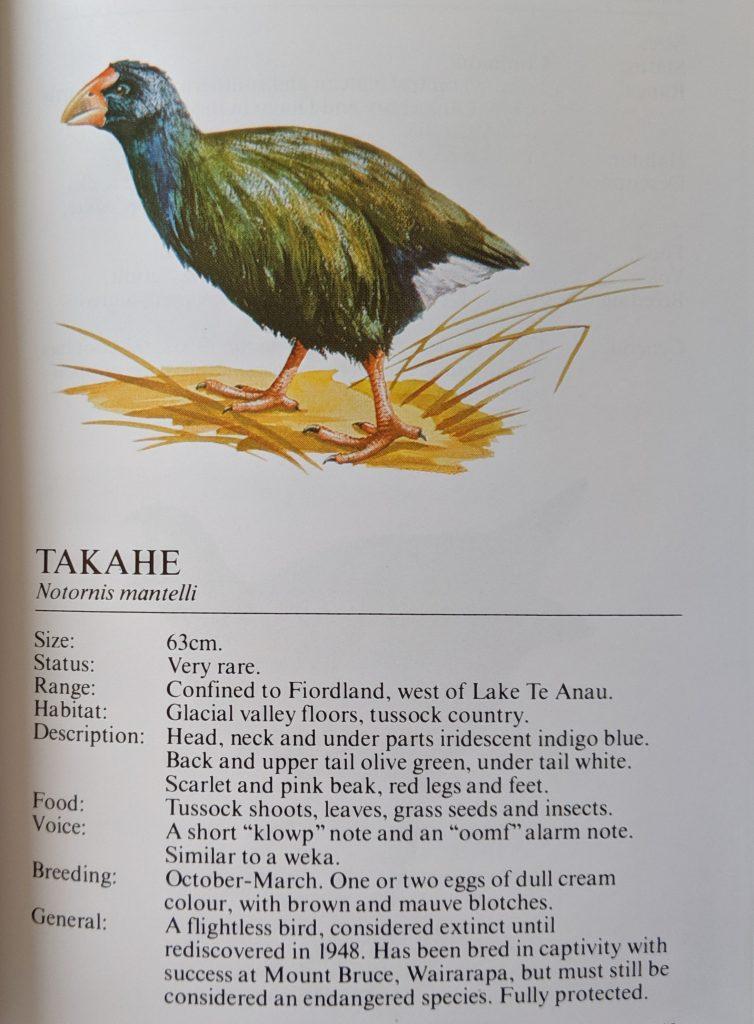 TAKAHE
Notornis mantelli
Size: 63cm.
Status: Very rare.
Range: Confined to Fiordland, west of Lake Te Anau.
Habitat: Glacial valley floors, tussock country.
Description: Head, neck and under parts iridescent indigo blue.
Back and upper tail olive green, under tail white.
Scarlet and pink beak, red legs and feet.
Food: Tussock shoots, leaves, grass seeds and insects.
Voice: A short “klowp” note and an “oomf” alarm note.
Similar to a weka.
Breeding: October-March. One or two eggs of dull cream
colour, with brown and mauve blotches.
General: A flightless bird, considered extinct until
rediscovered in 1948. Has been bred in captivity with
success at Mount Bruce, Wairarapa, but must still be
considered an endangered species. Fully protected.